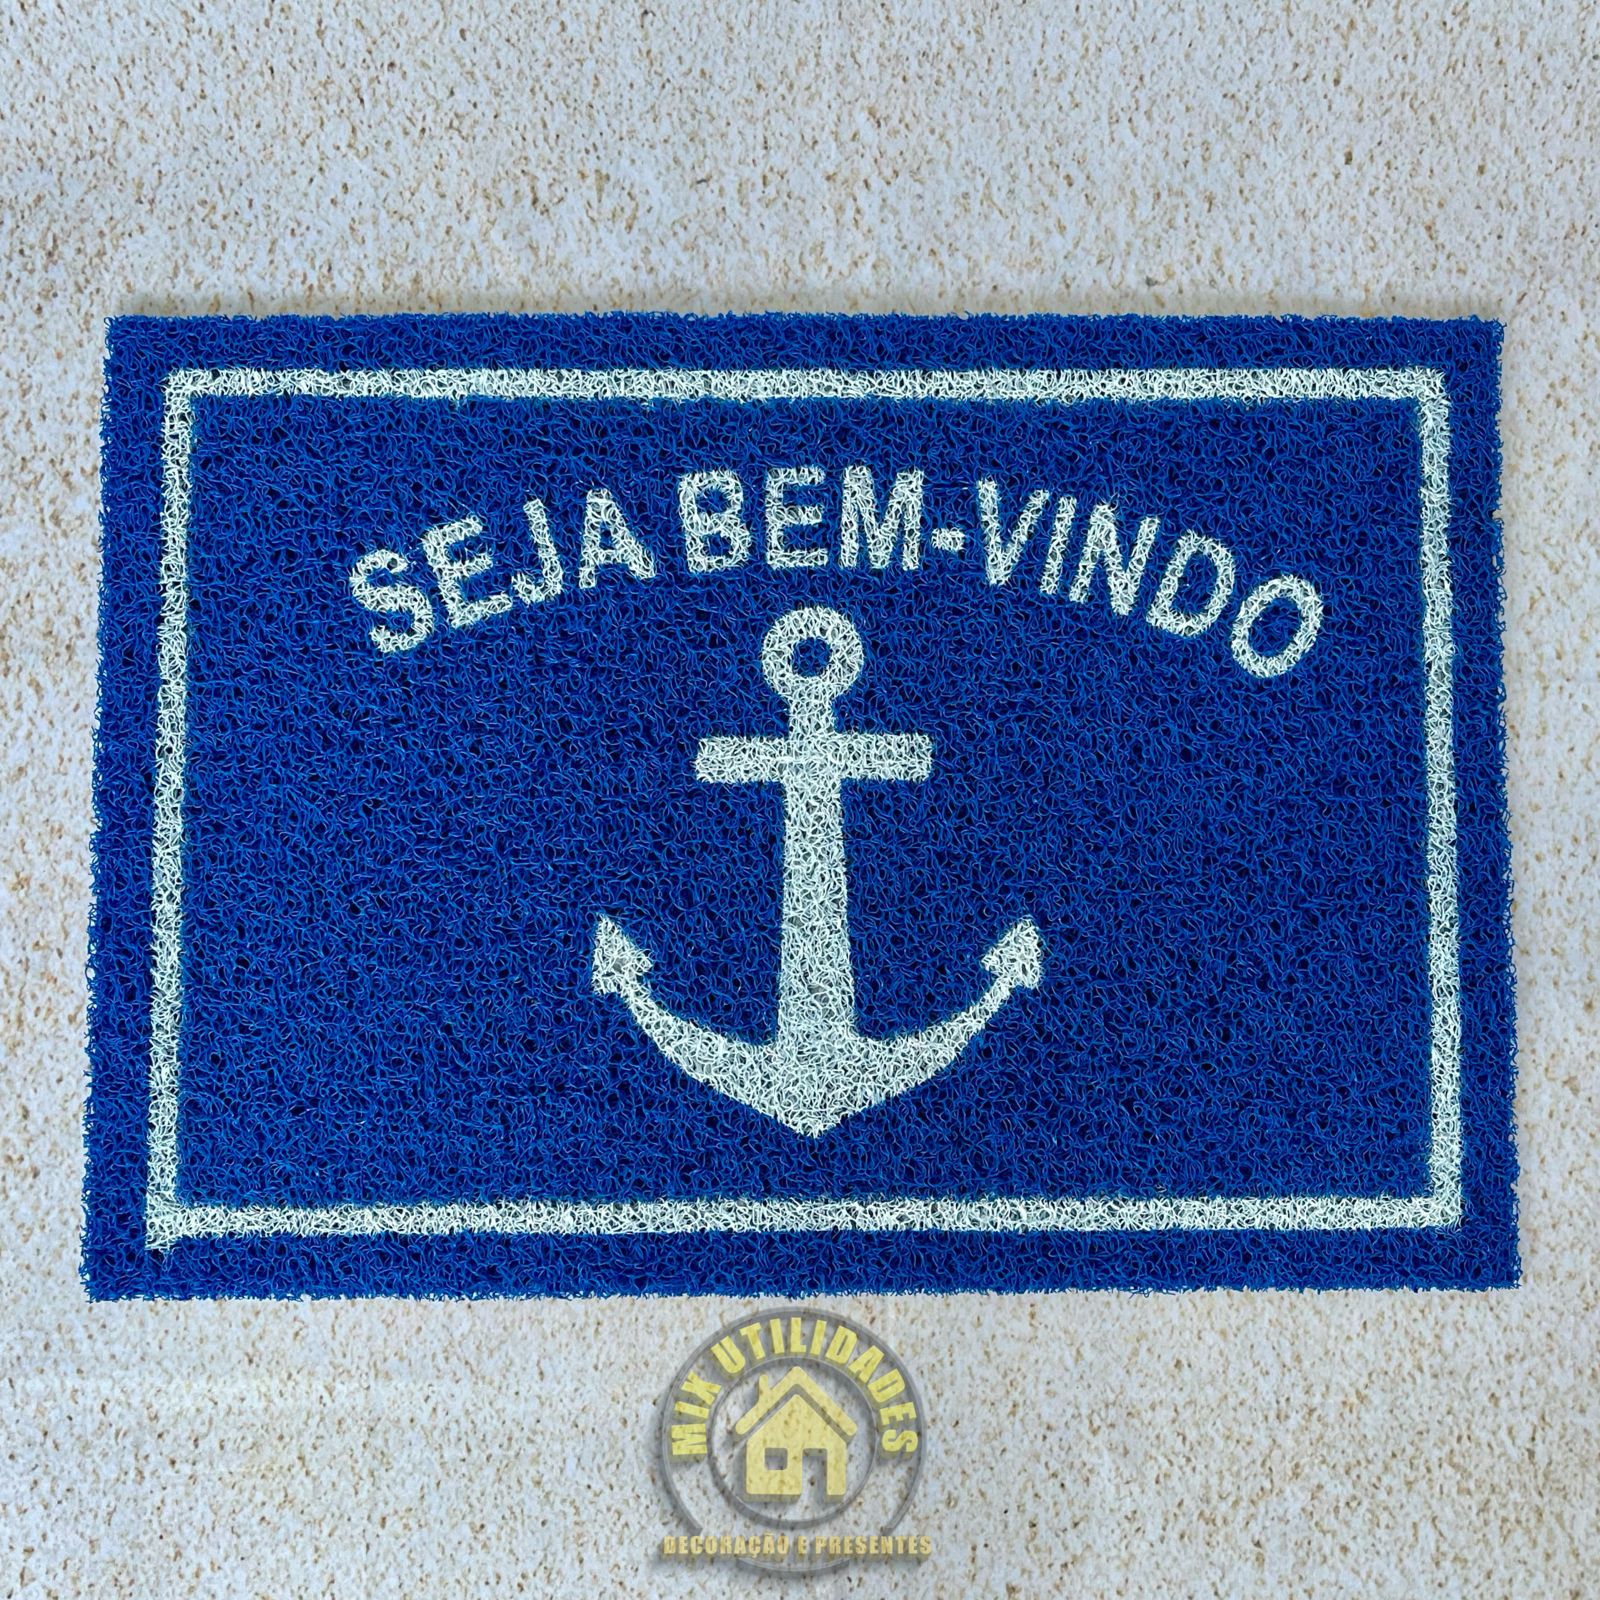 SEJA BEM-VINDO
MIX UTILIDADES
DECORAÇÃO E PRESENTES